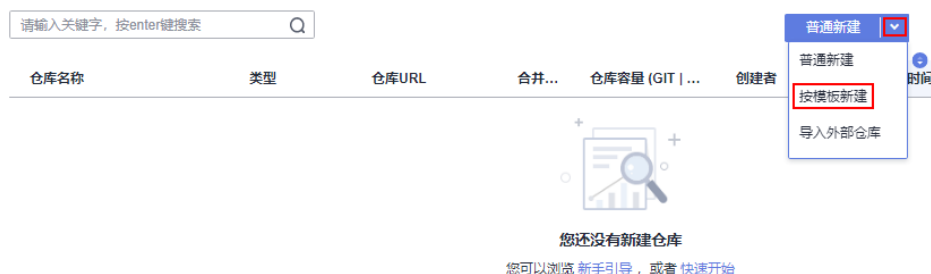 请输入关键字，按enter键搜索
普通新建
普通新建
仓库名称 类型 仓库URL 合并... 仓库容量 (GIT | ... 创建者 时间
按模板新建
导入外部仓库
您还没有新建仓库
您可以浏览 新手引导 ，或者 快速开始